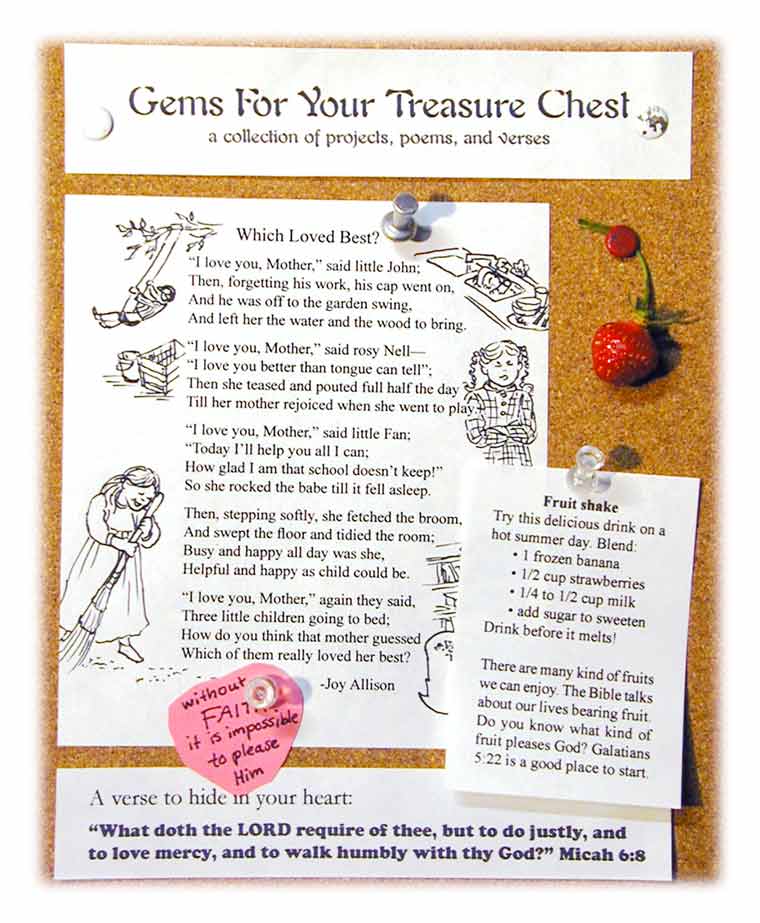 Gems For Your Treasure Chest
a collection of projects, poems, and verses
Which Loved Best?
“I love you, Mother,” said little John;
Then, forgetting his work, his cap went on,
And he was off to the garden swing,
And left her the water and the wood to bring.
“I love you, Mother,” said rosy Nell—
“I love you better than tongue can tell”;
Then she teased and pouted full half the day
Till her mother rejoiced when she went to play.
“I love you, Mother,” said little Fan;
“Today I’ll help you all I can;
How glad I am that school doesn’t keep!”
So she rocked the babe till it fell asleep.
Then, stepping softly, she fetched the broom,
And swept the floor and tidied the room;
Busy and happy all day was she,
Helpful and happy as child could be.
“I love you, Mother,” again they said,
Three little children going to bed;
How do you think that mother guessed
Which of them really loved her best?
-Joy Allison
Fruit shake
Try this delicious drink on a
hot summer day. Blend:
• 1 frozen banana
• 1/2 cup strawberries
• 1/4 to 1/2 cup milk
• add sugar to sweeten
Drink before it melts!
There are many kind of fruits
we can enjoy. The Bible talks
about our lives bearing fruit.
Do you know what kind of
fruit pleases God? Galatians
5:22 is a good place to start.
without
it is impossible
to please
Him
A verse to hide in your heart:
“What doth the LORD require of thee, but to do justly, and
to love mercy, and to walk humbly with thy God?” Micah 6:8